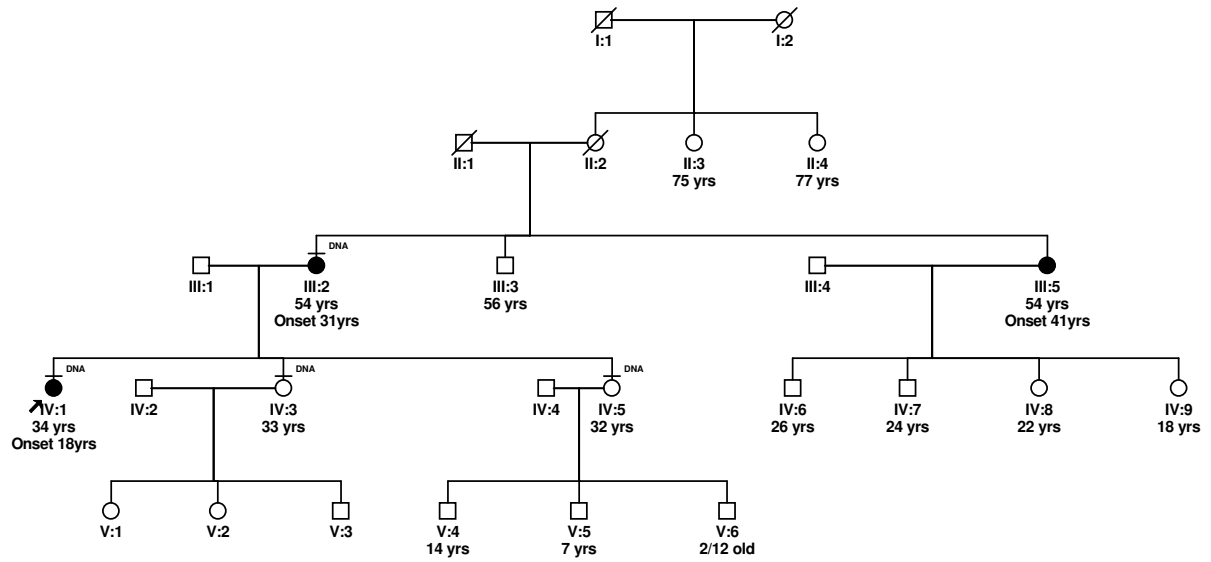 I:1
I:2
II:1
II:2
II:3
75 yrs
II:4
77 yrs
DNA
III:1
III:2
54 yrs
Onset 31yrs
III:3
56 yrs
III:4
III:5
54 yrs
Onset 41yrs
DNA
DNA
DNA
IV:1
34 yrs
Onset 18yrs
IV:2
IV:3
33 yrs
IV:4
IV:5
32 yrs
IV:6
26 yrs
IV:7
24 yrs
IV:8
22 yrs
IV:9
18 yrs
V:1
V:2
V:3
V:4
14 yrs
V:5
7 yrs
V:6
2/12 old